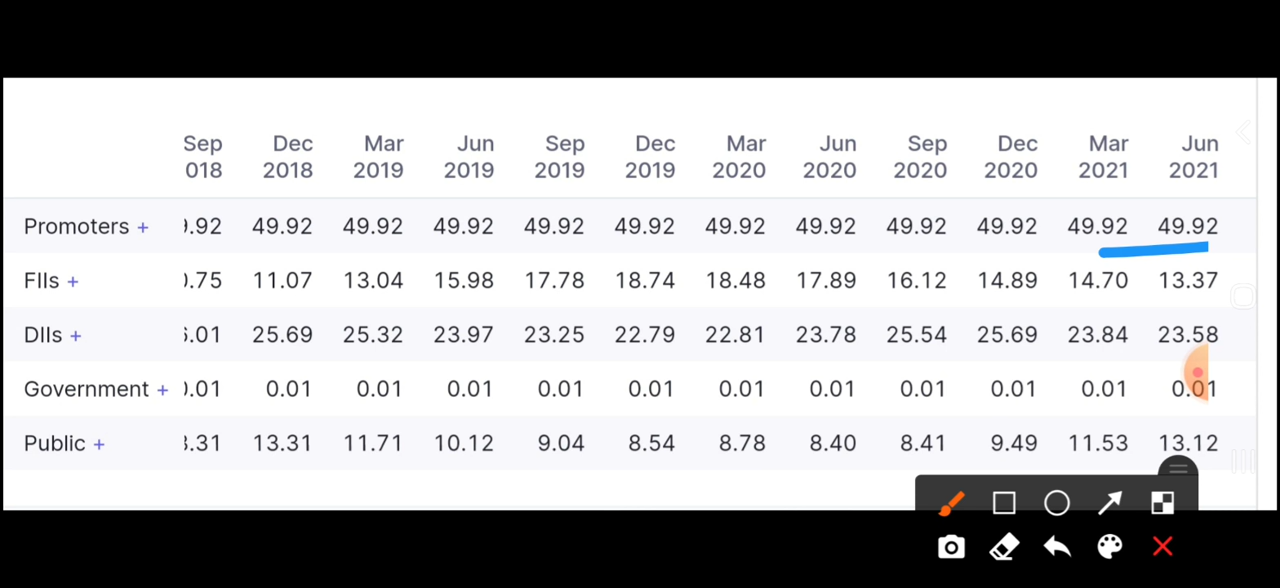 Sep Dec Mar Jun Sep Dec Mar Jun Sep Dec Mar Jun
018 2018 2019 2019 2019 2019 2020 2020 2020 2020 2021 2021
Promoters + .92 49.92 49.92 49.92 49.92 49.92 49.92 49.92 49.92 49.92 49.92 49.92
FIIs + .75 11.07 13.04 15.98 17.78 18.74 18.48 17.89 16.12 14.89 14.70 13.37
DIIs + .01 25.69 25.32 23.97 23.25 22.79 22.81 23.78 25.54 25.69 23.84 23.58
Government + .01 0.01 0.01 0.01 0.01 0.01 0.01 0.01 0.01 0.01 0.01 0.01
Public + .31 13.31 11.71 10.12 9.04 8.54 8.78 8.40 8.41 9.49 11.53 13.12